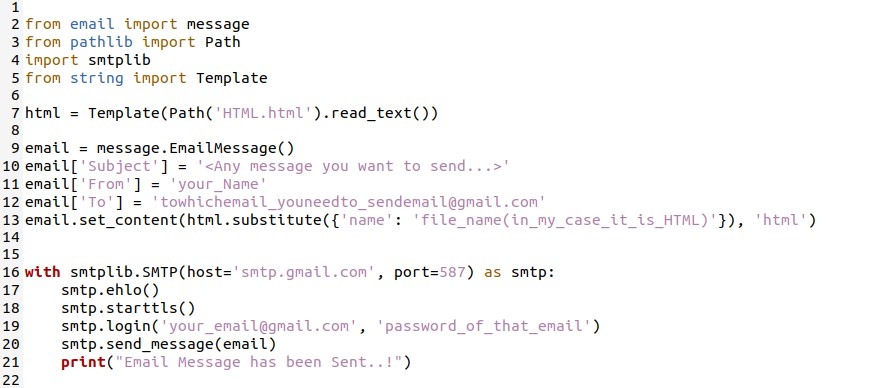 1
2 from email import message
3 from pathlib import Path
4 import smtplib
5 from string import Template
6
7 html = Template(Path('HTML.html').read_text())
8
9 email = message.EmailMessage()
10 email['Subject'] = '<Any message you want to send...>'
11 email['From'] = 'your_Name'
12 email['To'] = 'towhichemail_youneedto_sendemail@gmail.com'
13 email.set_content(html.substitute({'name': 'file_name(in_my_case_it_is_HTML)'}), 'html')
14
15
16 with smtplib.SMTP(host='smtp.gmail.com', port=587) as smtp:
17     smtp.ehlo()
18     smtp.starttls()
19     smtp.login('your_email@gmail.com', 'password_of_that_email')
20     smtp.send_message(email)
21     print("Email Message has been Sent..!")
22